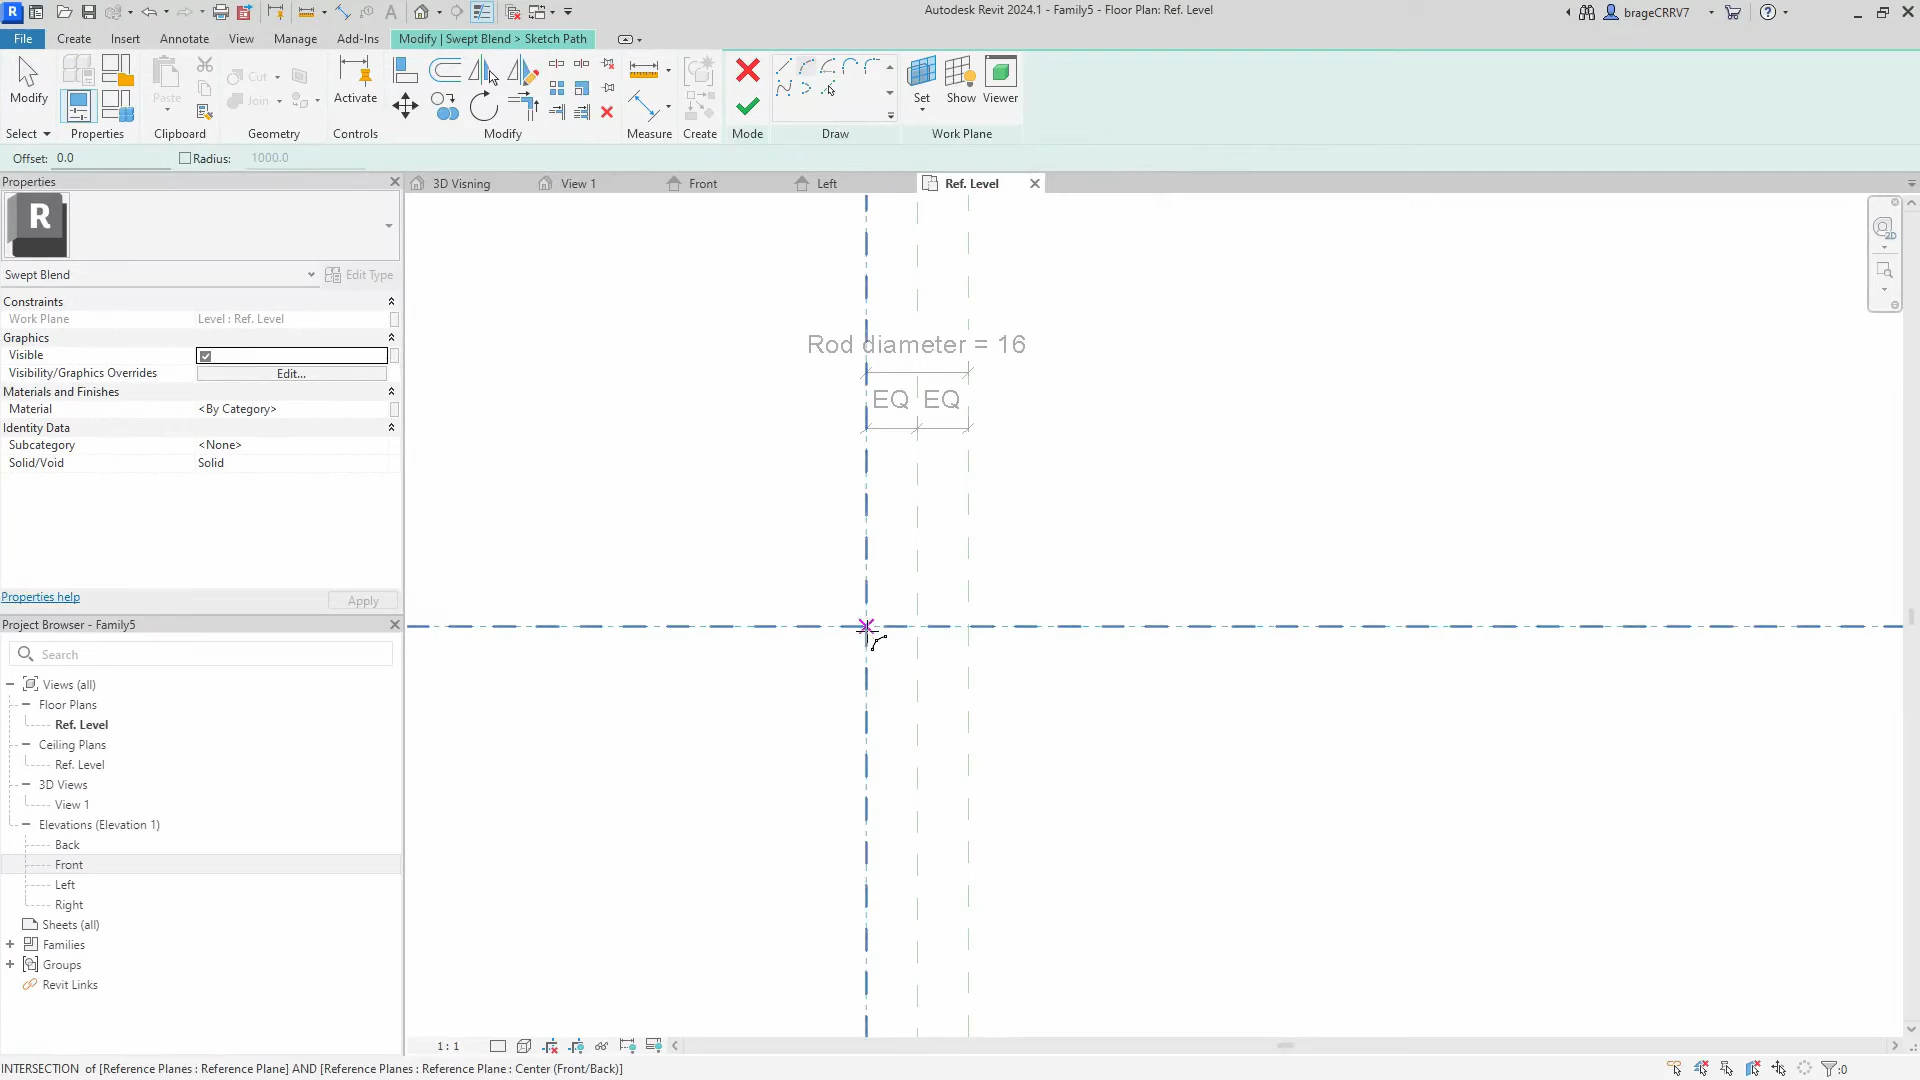 Autodesk Revit 2024.1 - Family5 - Floor Plan: Ref. Level
brageCRRV7
File
Create
Insert
Annotate
View
Manage
Add-Ins
Modify | Swept Blend > Sketch Path
Modify
Paste
Cut
Join
Activate
Set
Show
Viewer
Select
Properties
Clipboard
Geometry
Controls
Modify
Measure
Create
Mode
Draw
Work Plane
Offset: 0.0
Radius: 1000.0
Properties
R
Swept Blend
Edit Type
Constraints
Work Plane Level : Ref. Level
Graphics
Visible
Visibility/Graphics Overrides Edit...
Materials and Finishes
Material <By Category>
Identity Data
Subcategory <None>
Solid/Void Solid
Properties help
Apply
Project Browser - Family5
Search
Views (all)
Floor Plans
Ref. Level
Ceiling Plans
Ref. Level
3D Views
View 1
Elevations (Elevation 1)
Back
Front
Left
Right
Sheets (all)
Families
Groups
Revit Links
3D Visning
View 1
Front
Left
Ref. Level
2D
Rod diameter = 16
EQ EQ
1 : 1
INTERSECTION of [Reference Planes : Reference Plane] AND [Reference Planes : Reference Plane : Center (Front/Back)]
:0